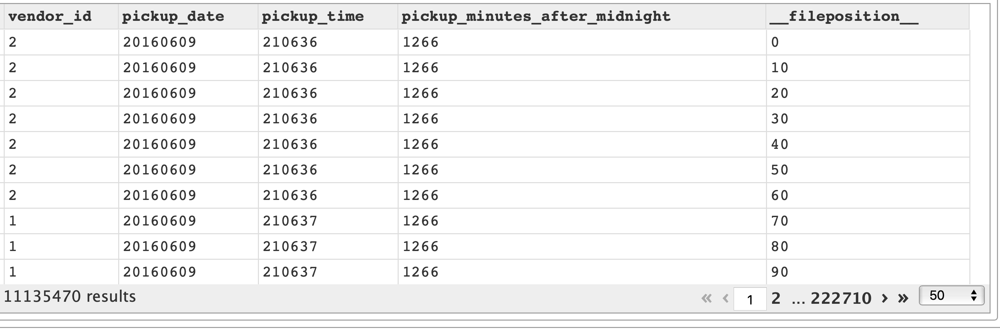 vendor_id pickup_date pickup_time pickup_minutes_after_midnight __fileposition__
2 20160609 210636 1266 0
2 20160609 210636 1266 10
2 20160609 210636 1266 20
2 20160609 210636 1266 30
2 20160609 210636 1266 40
2 20160609 210636 1266 50
2 20160609 210636 1266 60
1 20160609 210637 1266 70
1 20160609 210637 1266 80
1 20160609 210637 1266 90
11135470 results « ‹ 1 2 ... 222710 › » 50